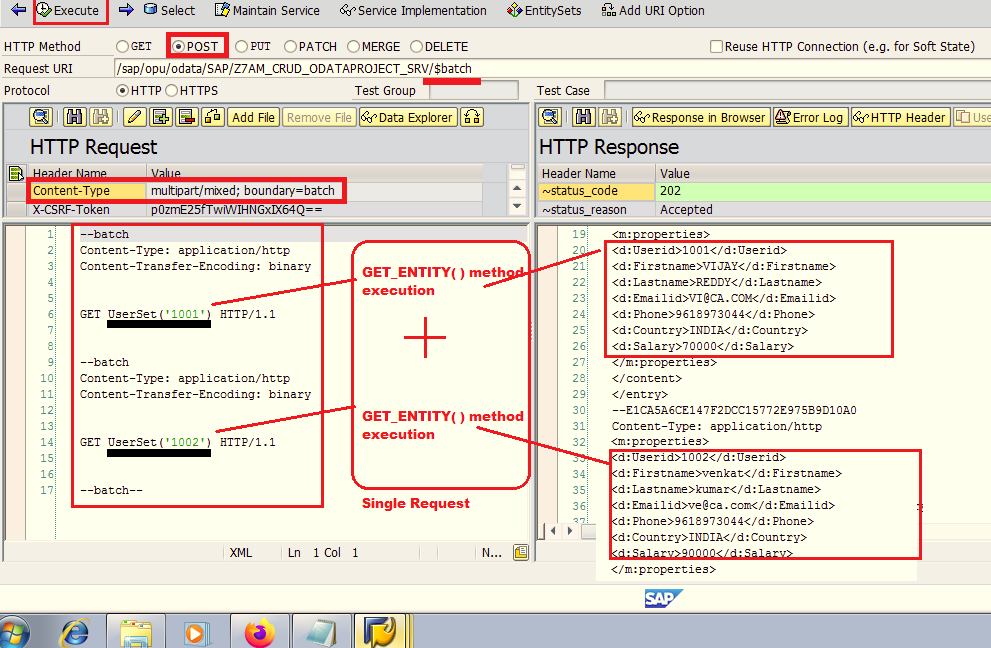 Execute Select Maintain Service Service Implementation EntitySets Add URI Option
HTTP Method GET POST PUT PATCH MERGE DELETE Reuse HTTP Connection (e.g. for Soft State)
Request URI /sap/opu/odata/SAP/Z7AM_CRUD_ODATAPROJECT_SRV/$batch
Protocol HTTP HTTPS Test Group Test Case
Add File Remove File Data Explorer
Response in Browser Error Log HTTP Header Use
HTTP Request
HTTP Response
Header Name Value
Content-Type multipart/mixed; boundary=batch
X-CSRF-Token p0zmE25fTwiWIHNGxIX64Q==
Header Name Value
~status_code 202
~status_reason Accepted
1 --batch
2 Content-Type: application/http
3 Content-Transfer-Encoding: binary
4
5
6 GET UserSet('1001') HTTP/1.1
7
8
9 --batch
10 Content-Type: application/http
11 Content-Transfer-Encoding: binary
12
13
14 GET UserSet('1002') HTTP/1.1
15
16
17 --batch--
GET_ENTITY( ) method
execution
GET_ENTITY( ) method
execution
Single Request
19 <m:properties>
20 <d:Userid>1001</d:Userid>
21 <d:Firstname>VIJAY</d:Firstname>
22 <d:Lastname>REDDY</d:Lastname>
23 <d:Emailid>VI@CA.COM</d:Emailid>
24 <d:Phone>9618973044</d:Phone>
25 <d:Country>INDIA</d:Country>
26 <d:Salary>70000</d:Salary>
27 </m:properties>
28 </content>
29 </entry>
30 --E1CA5A6CE147F2DCC15772E975B9D10A0
31 Content-Type: application/http
32 <m:properties>
33 <d:Userid>1002</d:Userid>
34 <d:Firstname>venkat</d:Firstname>
35 <d:Lastname>kumar</d:Lastname>
36 <d:Emailid>ve@ca.com</d:Emailid>
37 <d:Phone>9618973044</d:Phone>
<d:Country>INDIA</d:Country>
<d:Salary>90000</d:Salary>
</m:properties>
XML Ln 1 Col 1 N...
SAP